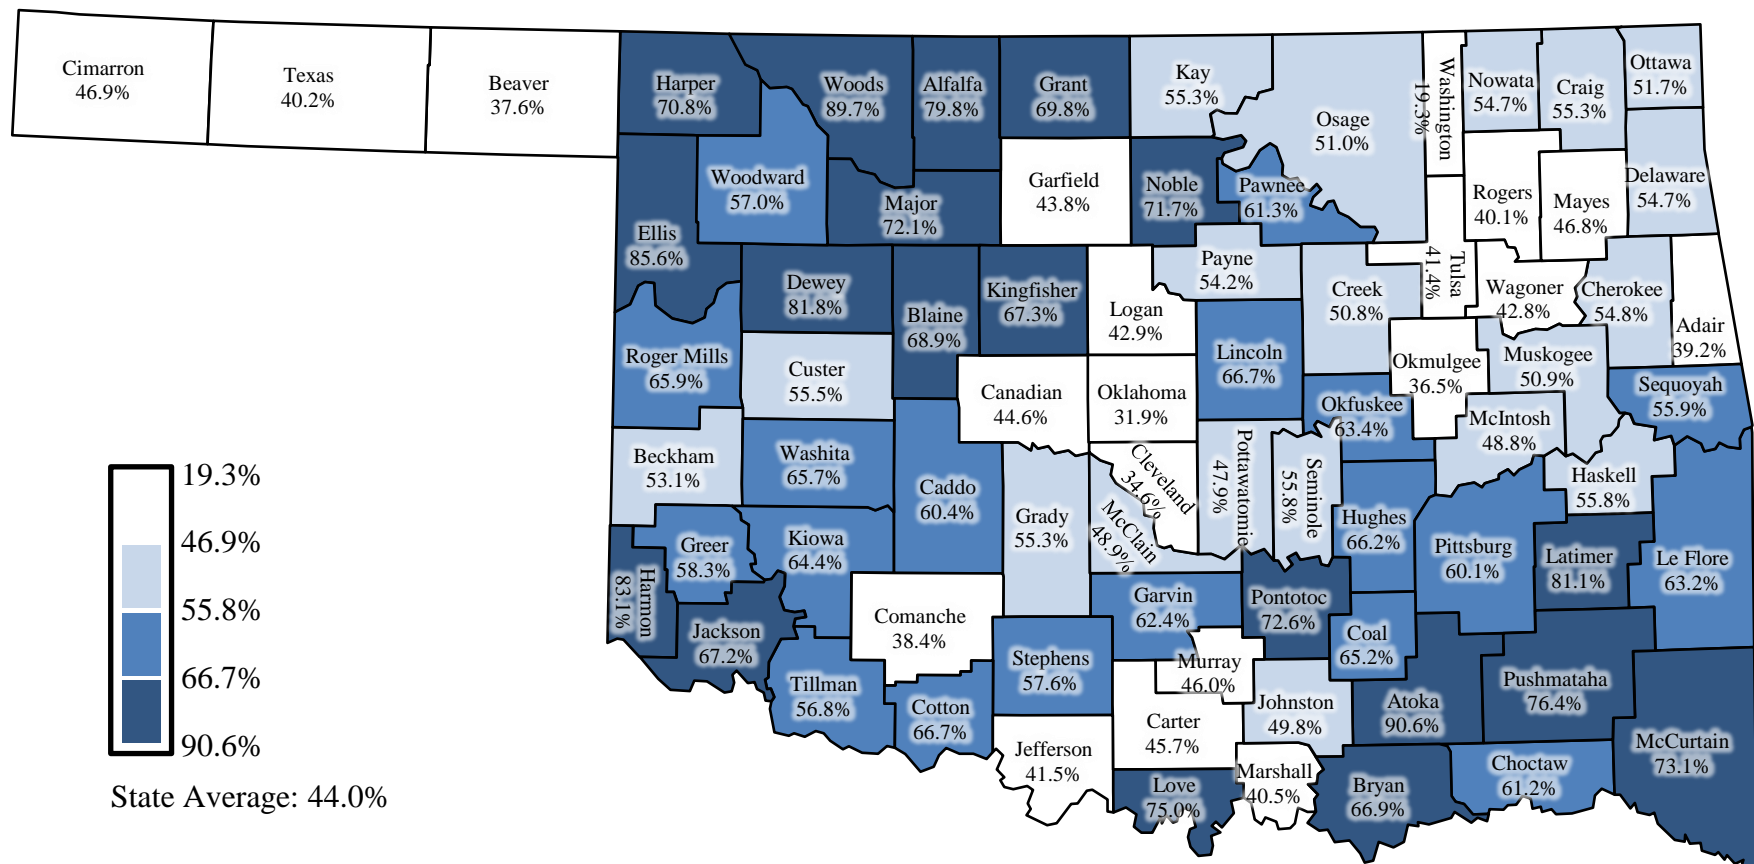 Cimarron
46.9%
Texas
40.2%
Beaver
37.6%
Harper
70.8%
Woods
89.7%
Alfalfa
79.8%
Grant
69.8%
Kay
55.3%
Osage
51.0%
Washington
19.3%
Nowata
54.7%
Craig
55.3%
Ottawa
51.7%
Woodward
57.0%
Major
72.1%
Garfield
43.8%
Noble
71.7%
Pawnee
61.3%
Rogers
40.1%
Mayes
46.8%
Delaware
54.7%
Ellis
85.6%
Dewey
81.8%
Blaine
68.9%
Kingfisher
67.3%
Logan
42.9%
Payne
54.2%
Creek
50.8%
Tulsa
41.4%
Wagoner
42.8%
Cherokee
54.8%
Adair
39.2%
Roger Mills
65.9%
Custer
55.5%
Canadian
44.6%
Oklahoma
31.9%
Lincoln
66.7%
Okfuskee
63.4%
Okmulgee
36.5%
Muskogee
50.9%
McIntosh
48.8%
Sequoyah
55.9%
Beckham
53.1%
Washita
65.7%
Caddo
60.4%
Grady
55.3%
Cleveland
34.6%
McClain
48.9%
Pottawatomie
47.9%
Seminole
55.8%
Hughes
66.2%
Pittsburg
60.1%
Haskell
55.8%
Latimer
81.1%
Le Flore
63.2%
Harmon
83.1%
Greer
58.3%
Kiowa
64.4%
Jackson
67.2%
Comanche
38.4%
Tillman
56.8%
Cotton
66.7%
Stephens
57.6%
Garvin
62.4%
Murray
46.0%
Pontotoc
72.6%
Coal
65.2%
Johnston
49.8%
Atoka
90.6%
Pushmataha
76.4%
McCurtain
73.1%
Jefferson
41.5%
Carter
45.7%
Love
75.0%
Marshall
40.5%
Bryan
66.9%
Choctaw
61.2%
19.3%
46.9%
55.8%
66.7%
90.6%
State Average: 44.0%